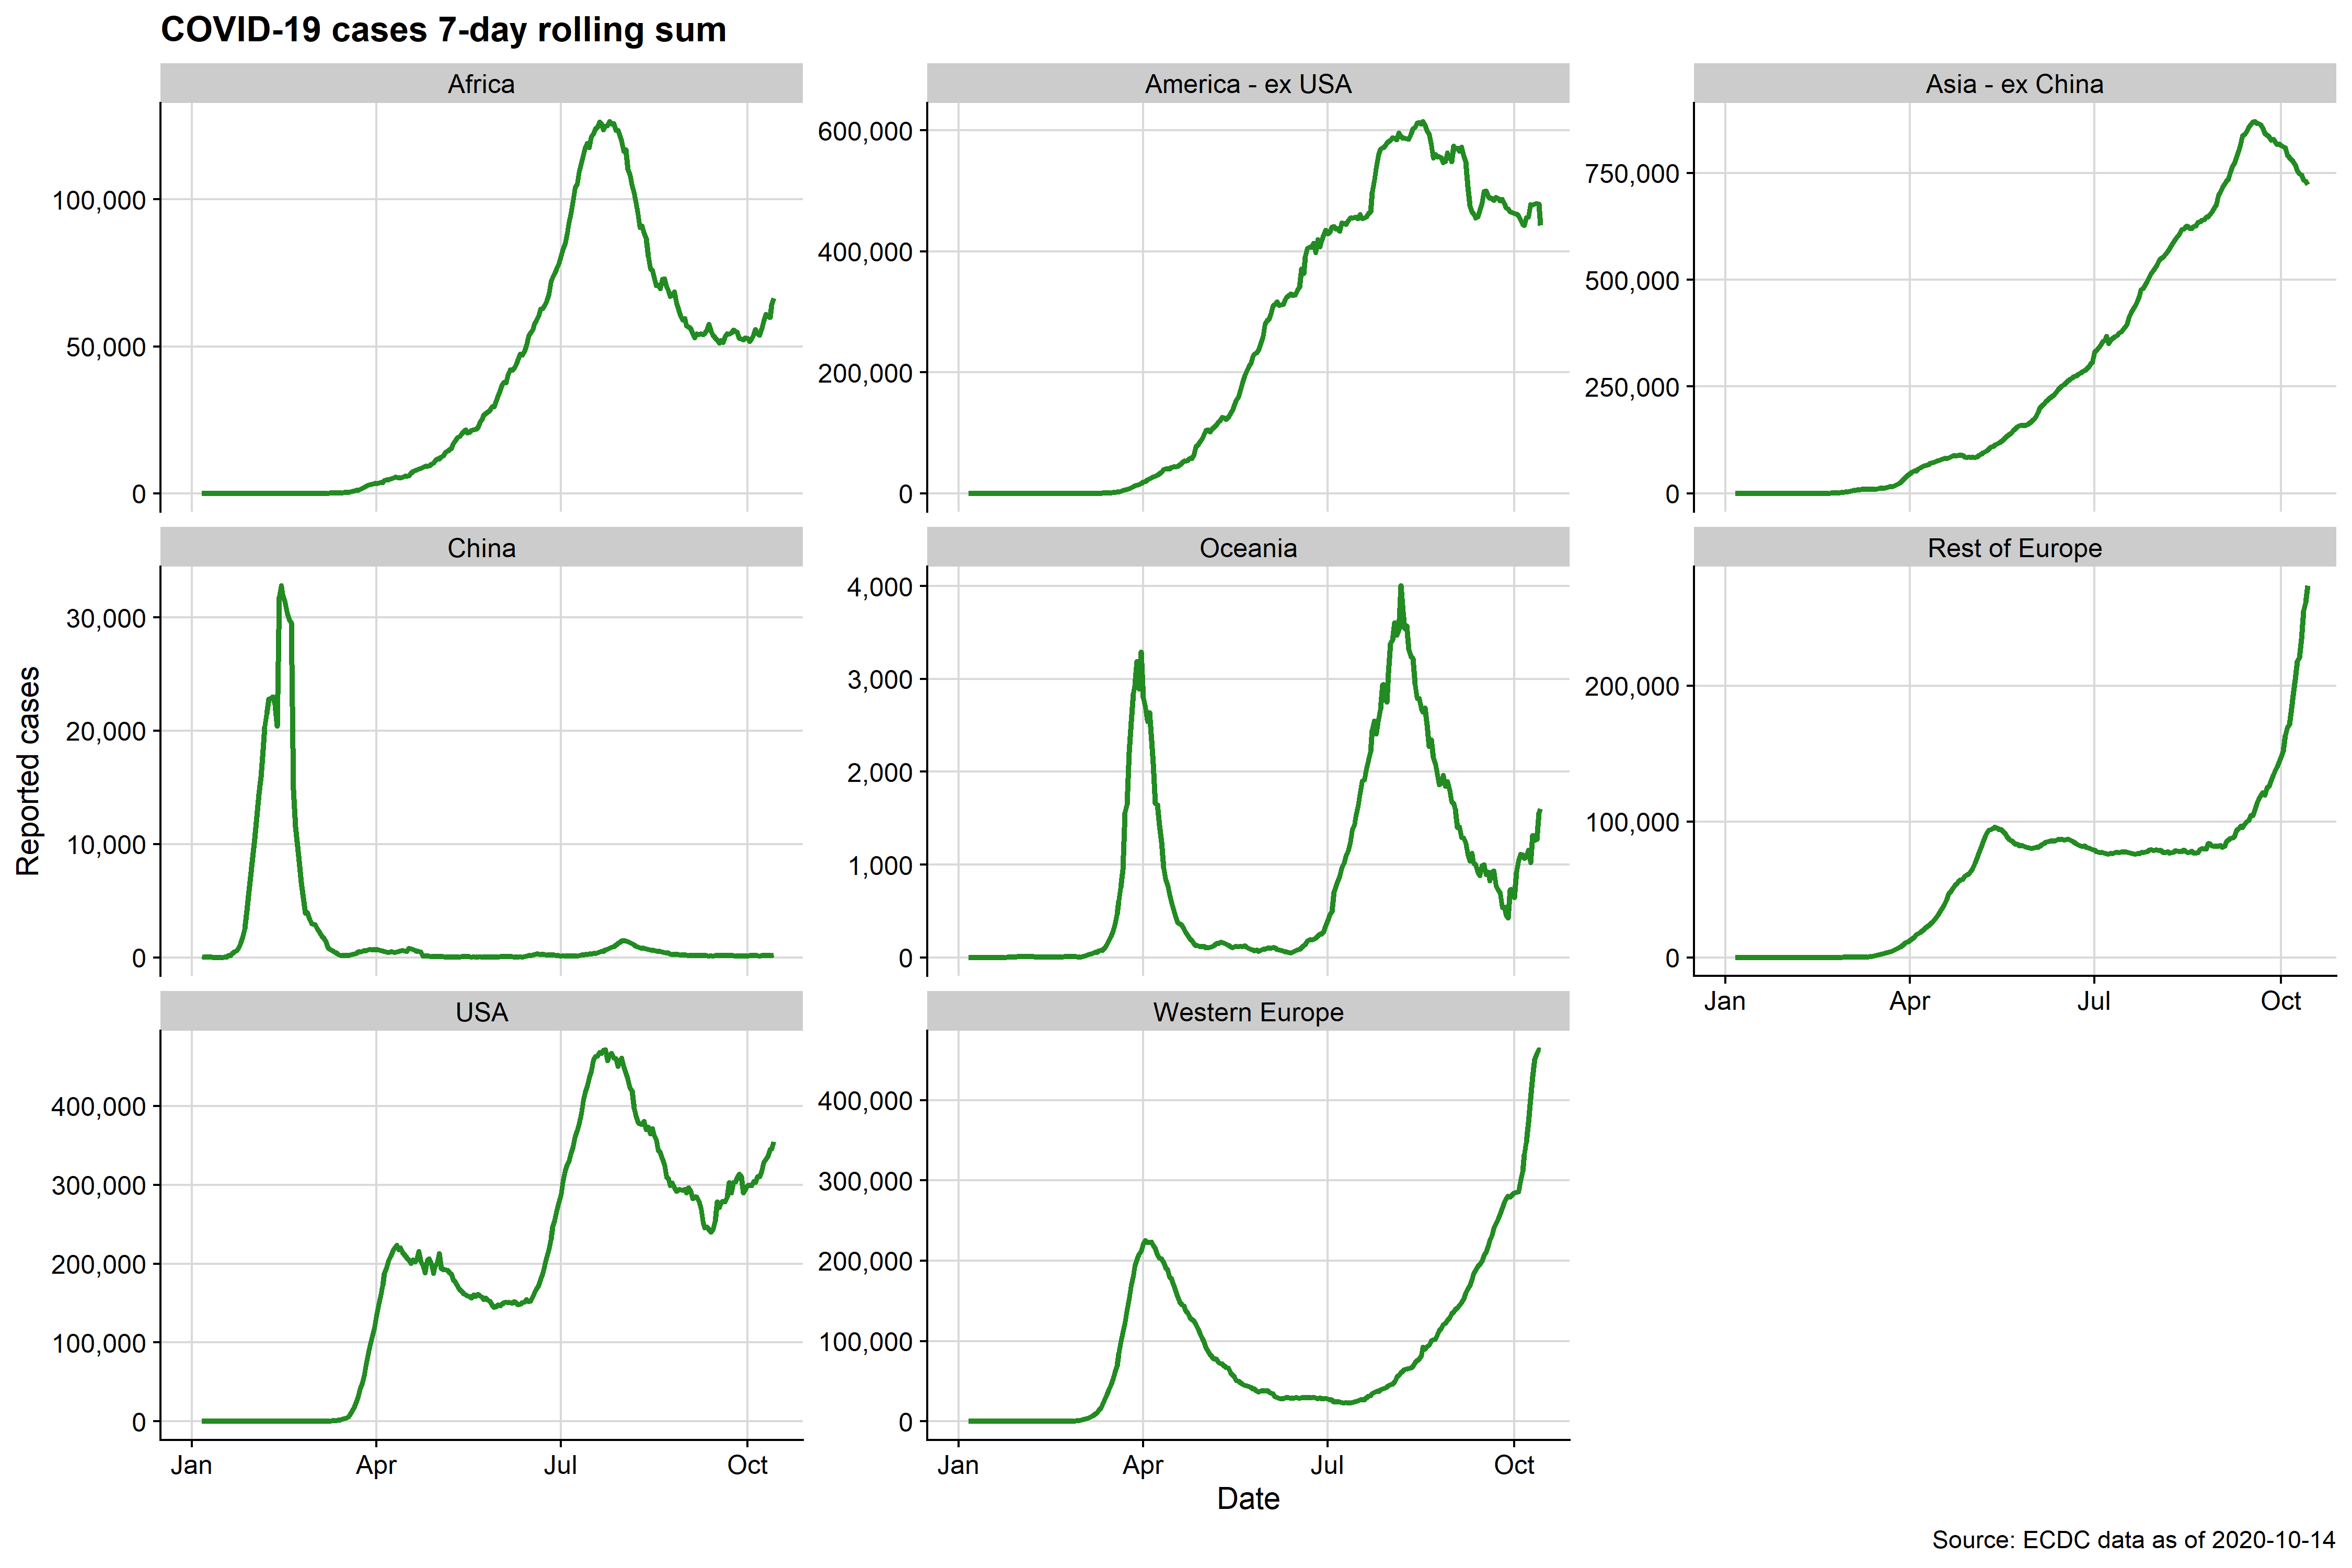 COVID-19 cases 7-day rolling sum
Africa
America - ex USA
Asia - ex China
100,000
50,000
0
600,000
400,000
200,000
0
750,000
500,000
250,000
0
China
Oceania
Rest of Europe
Reported cases
30,000
20,000
10,000
0
4,000
3,000
2,000
1,000
0
200,000
100,000
0
Jan Apr Jul Oct
USA
Western Europe
400,000
300,000
200,000
100,000
0
Jan Apr Jul Oct
400,000
300,000
200,000
100,000
0
Jan Apr Jul Oct
Date
Source: ECDC data as of 2020-10-14